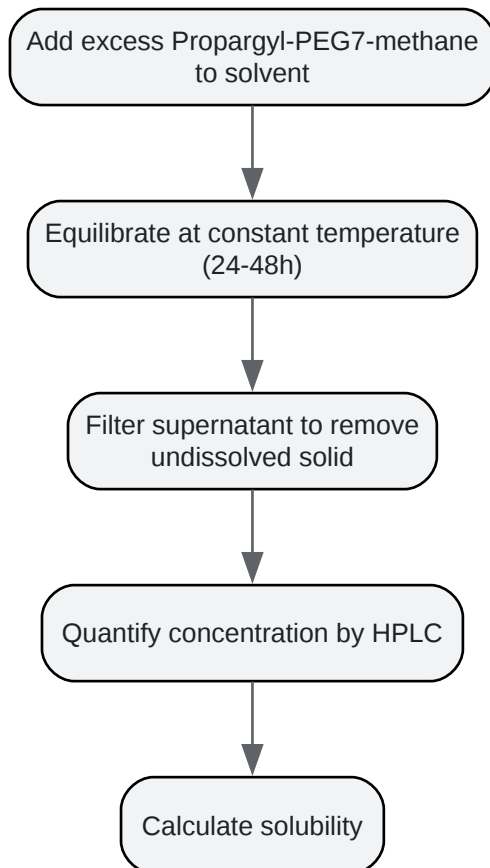 Add excess Propargyl-PEG7-methane
to solvent
Equilibrate at constant temperature
(24-48h)
Filter supernatant to remove
undissolved solid
Quantify concentration by HPLC
Calculate solubility